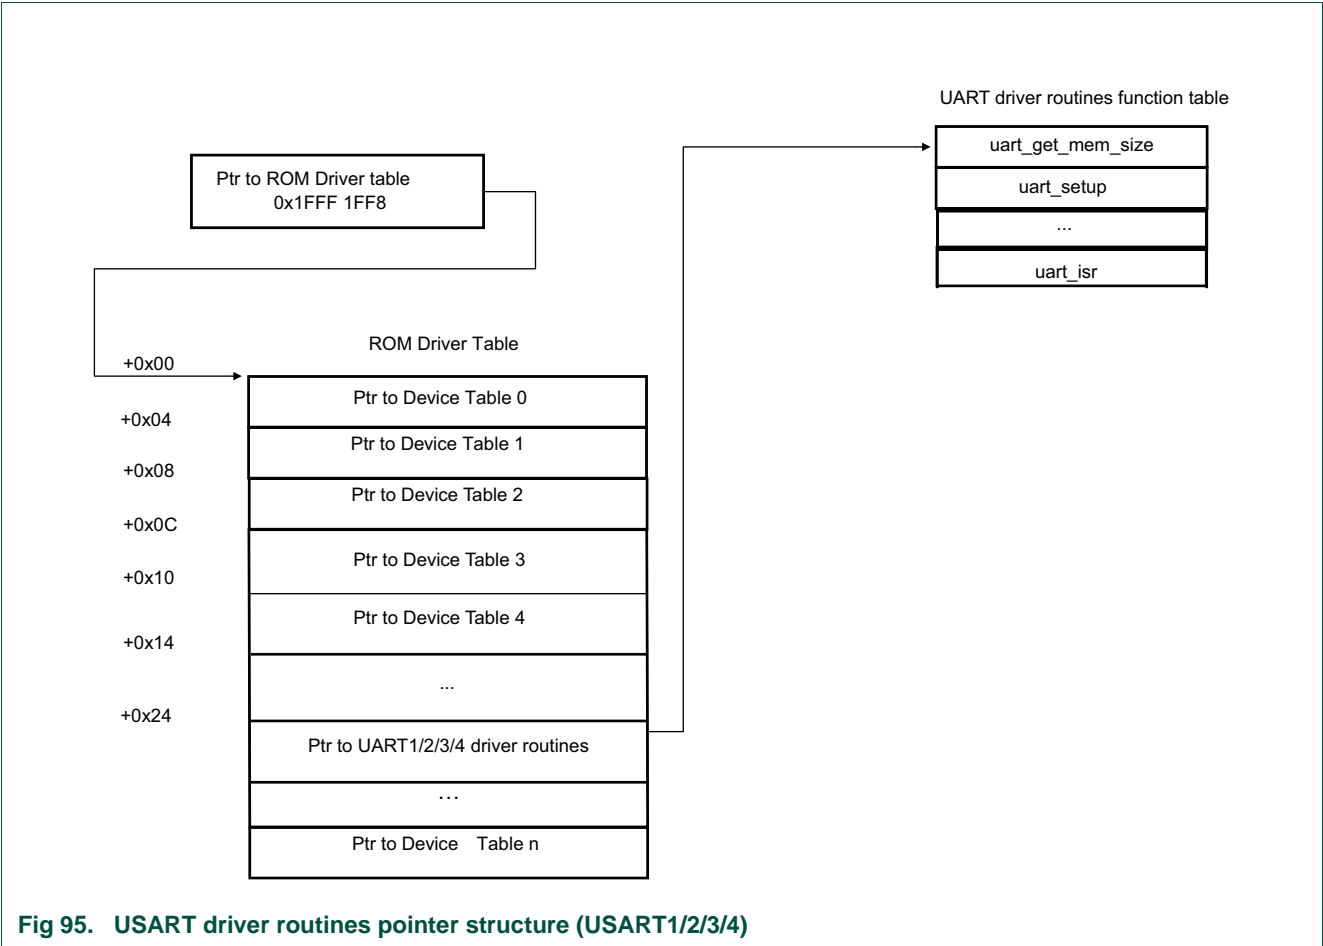 UART driver routines function table
uart_get_mem_size
uart_setup
...
uart_isr
Ptr to ROM Driver table
0x1FFF 1FF8
ROM Driver Table
+0x00
Ptr to Device Table 0
+0x04
Ptr to Device Table 1
+0x08
Ptr to Device Table 2
+0x0C
Ptr to Device Table 3
+0x10
Ptr to Device Table 4
+0x14
...
+0x24
Ptr to UART1/2/3/4 driver routines
...
Ptr to Device Table n
Fig 95. USART driver routines pointer structure (USART1/2/3/4)